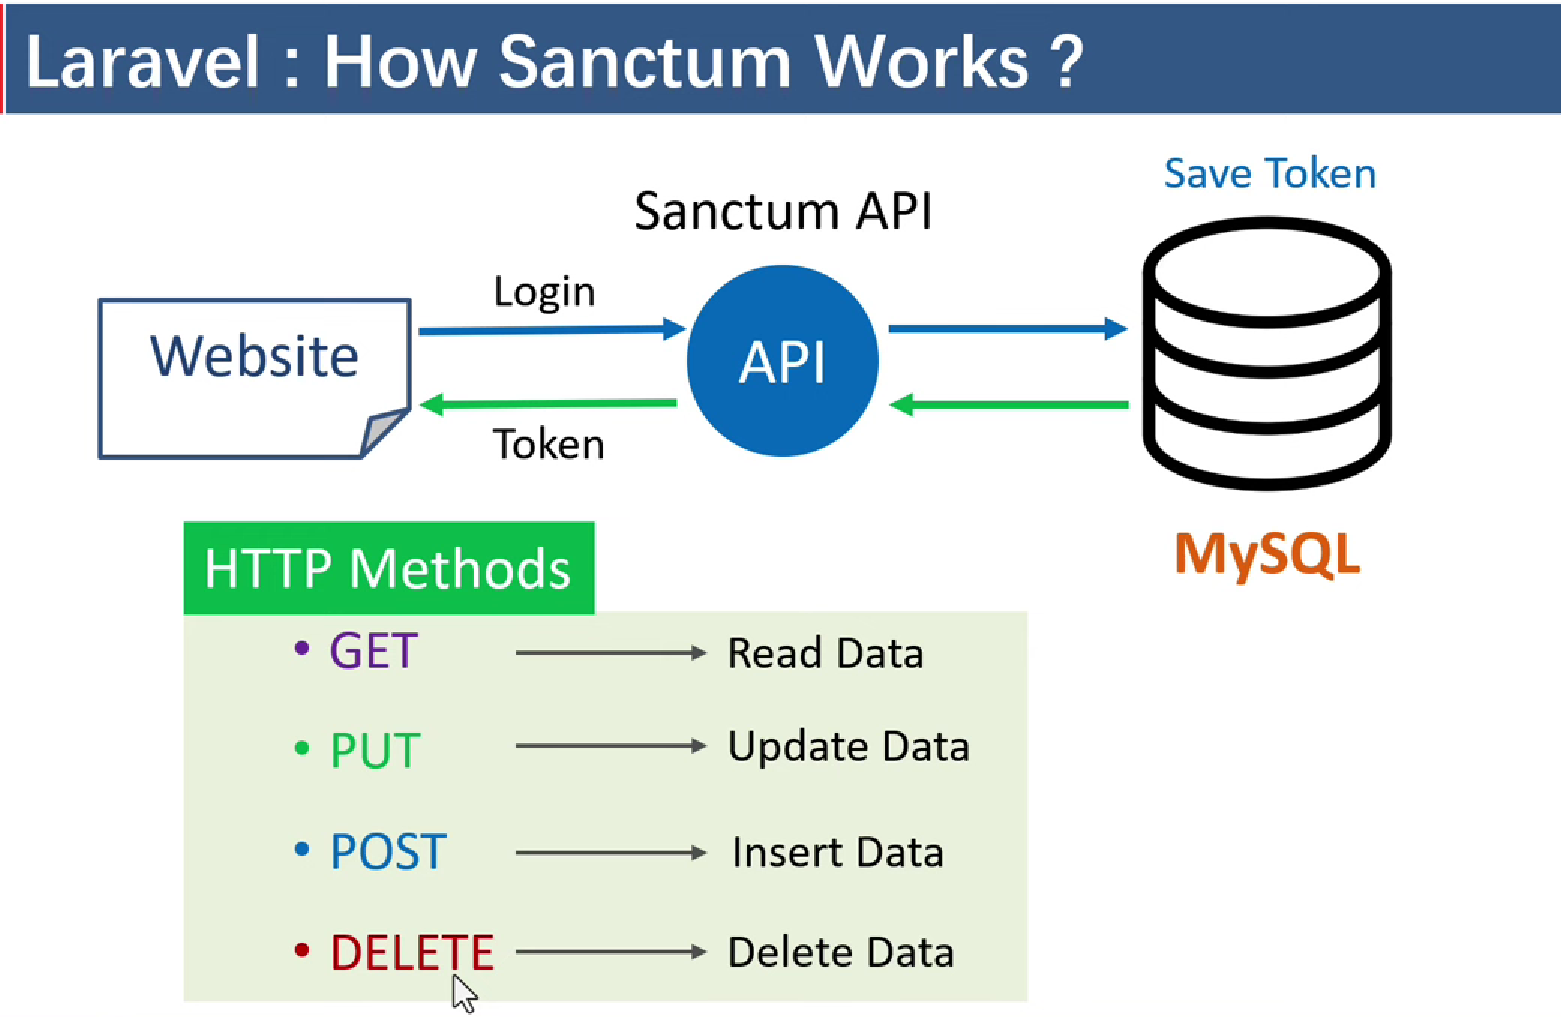 Laravel : How Sanctum Works ?
Save Token
Sanctum API
Login
Website
API
Token
MySQL
HTTP Methods
• GET Read Data
• PUT Update Data
• POST Insert Data
• DELETE Delete Data